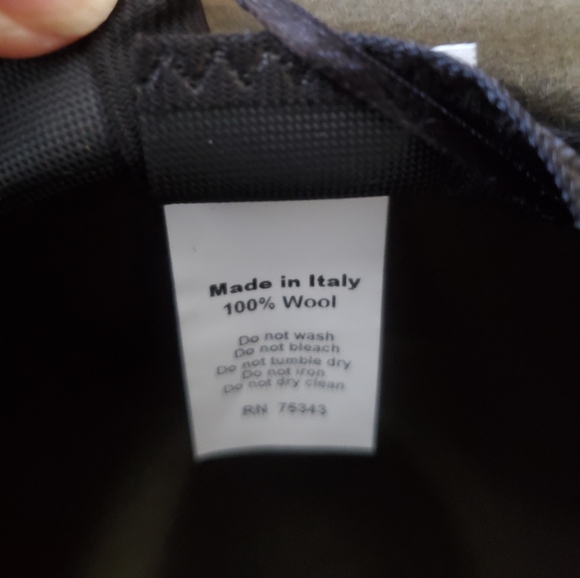 Made in Italy
100% Wool
Do not wash
Do not bleach
Do not tumble dry
Do not iron
Do not dry clean
RN 75343